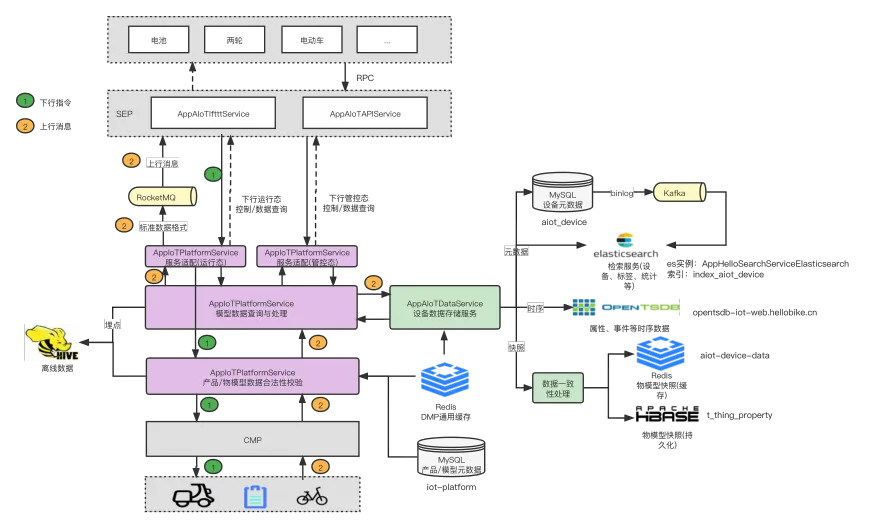 电池
两轮
电动车
...
RPC
1 下行指令
2 上行消息
SEP
AppAIoTIftttService
AppAIoTAPIService
2
上行消息
1
RocketMQ
下行运行态
控制/数据查询
下行管控态
控制/数据查询
2
标准数据格式
MySQL
设备元数据
binlog
Kafka
aiot_device
元数据
elasticsearch
检索服务(设
备、标签、统计
等)
es实例：AppHelloSearchServiceElasticsearch
索引：index_aiot_device
AppIoTPlatformService
服务适配(运行态)
AppIoTPlatformService
服务适配(管控态)
2
2
AppIoTPlatformService
模型数据查询与处理
AppAIoTDataService
设备数据存储服务
时序
OPENTSDB
opentsdb-iot-web.hellobike.cn
属性、事件等时序数据
埋点
HIVE
离线数据
1
2
快照
AppIoTPlatformService
产品/物模型数据合法性校验
Redis
DMP通用缓存
数据一致
性处理
Redis
物模型快照(缓
存)
aiot-device-data
1
2
APACHE
HBASE
t_thing_property
物模型快照(持
久化)
CMP
MySQL
产品/模型元数据
iot-platform
1
2